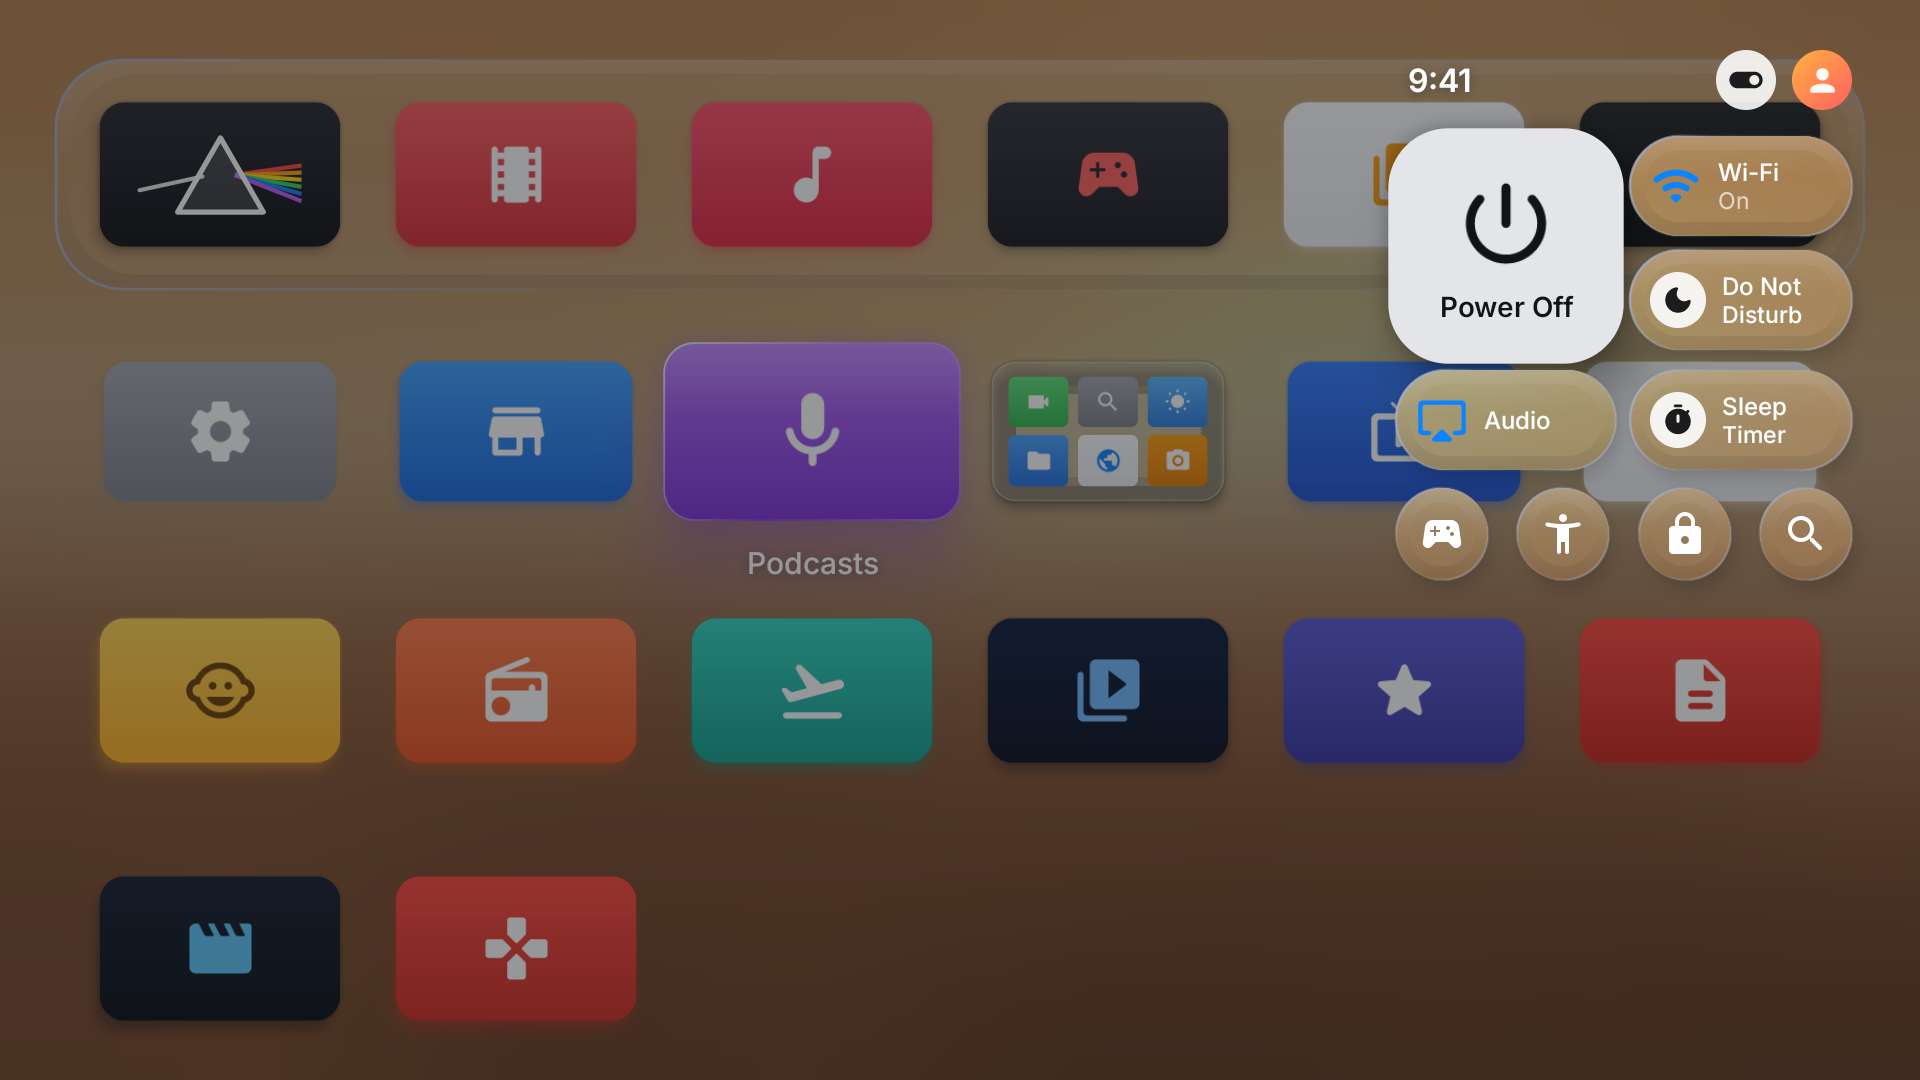 9:41
Power Off
Wi-Fi
On
Do Not
Disturb
Audio
Sleep
Timer
Podcasts